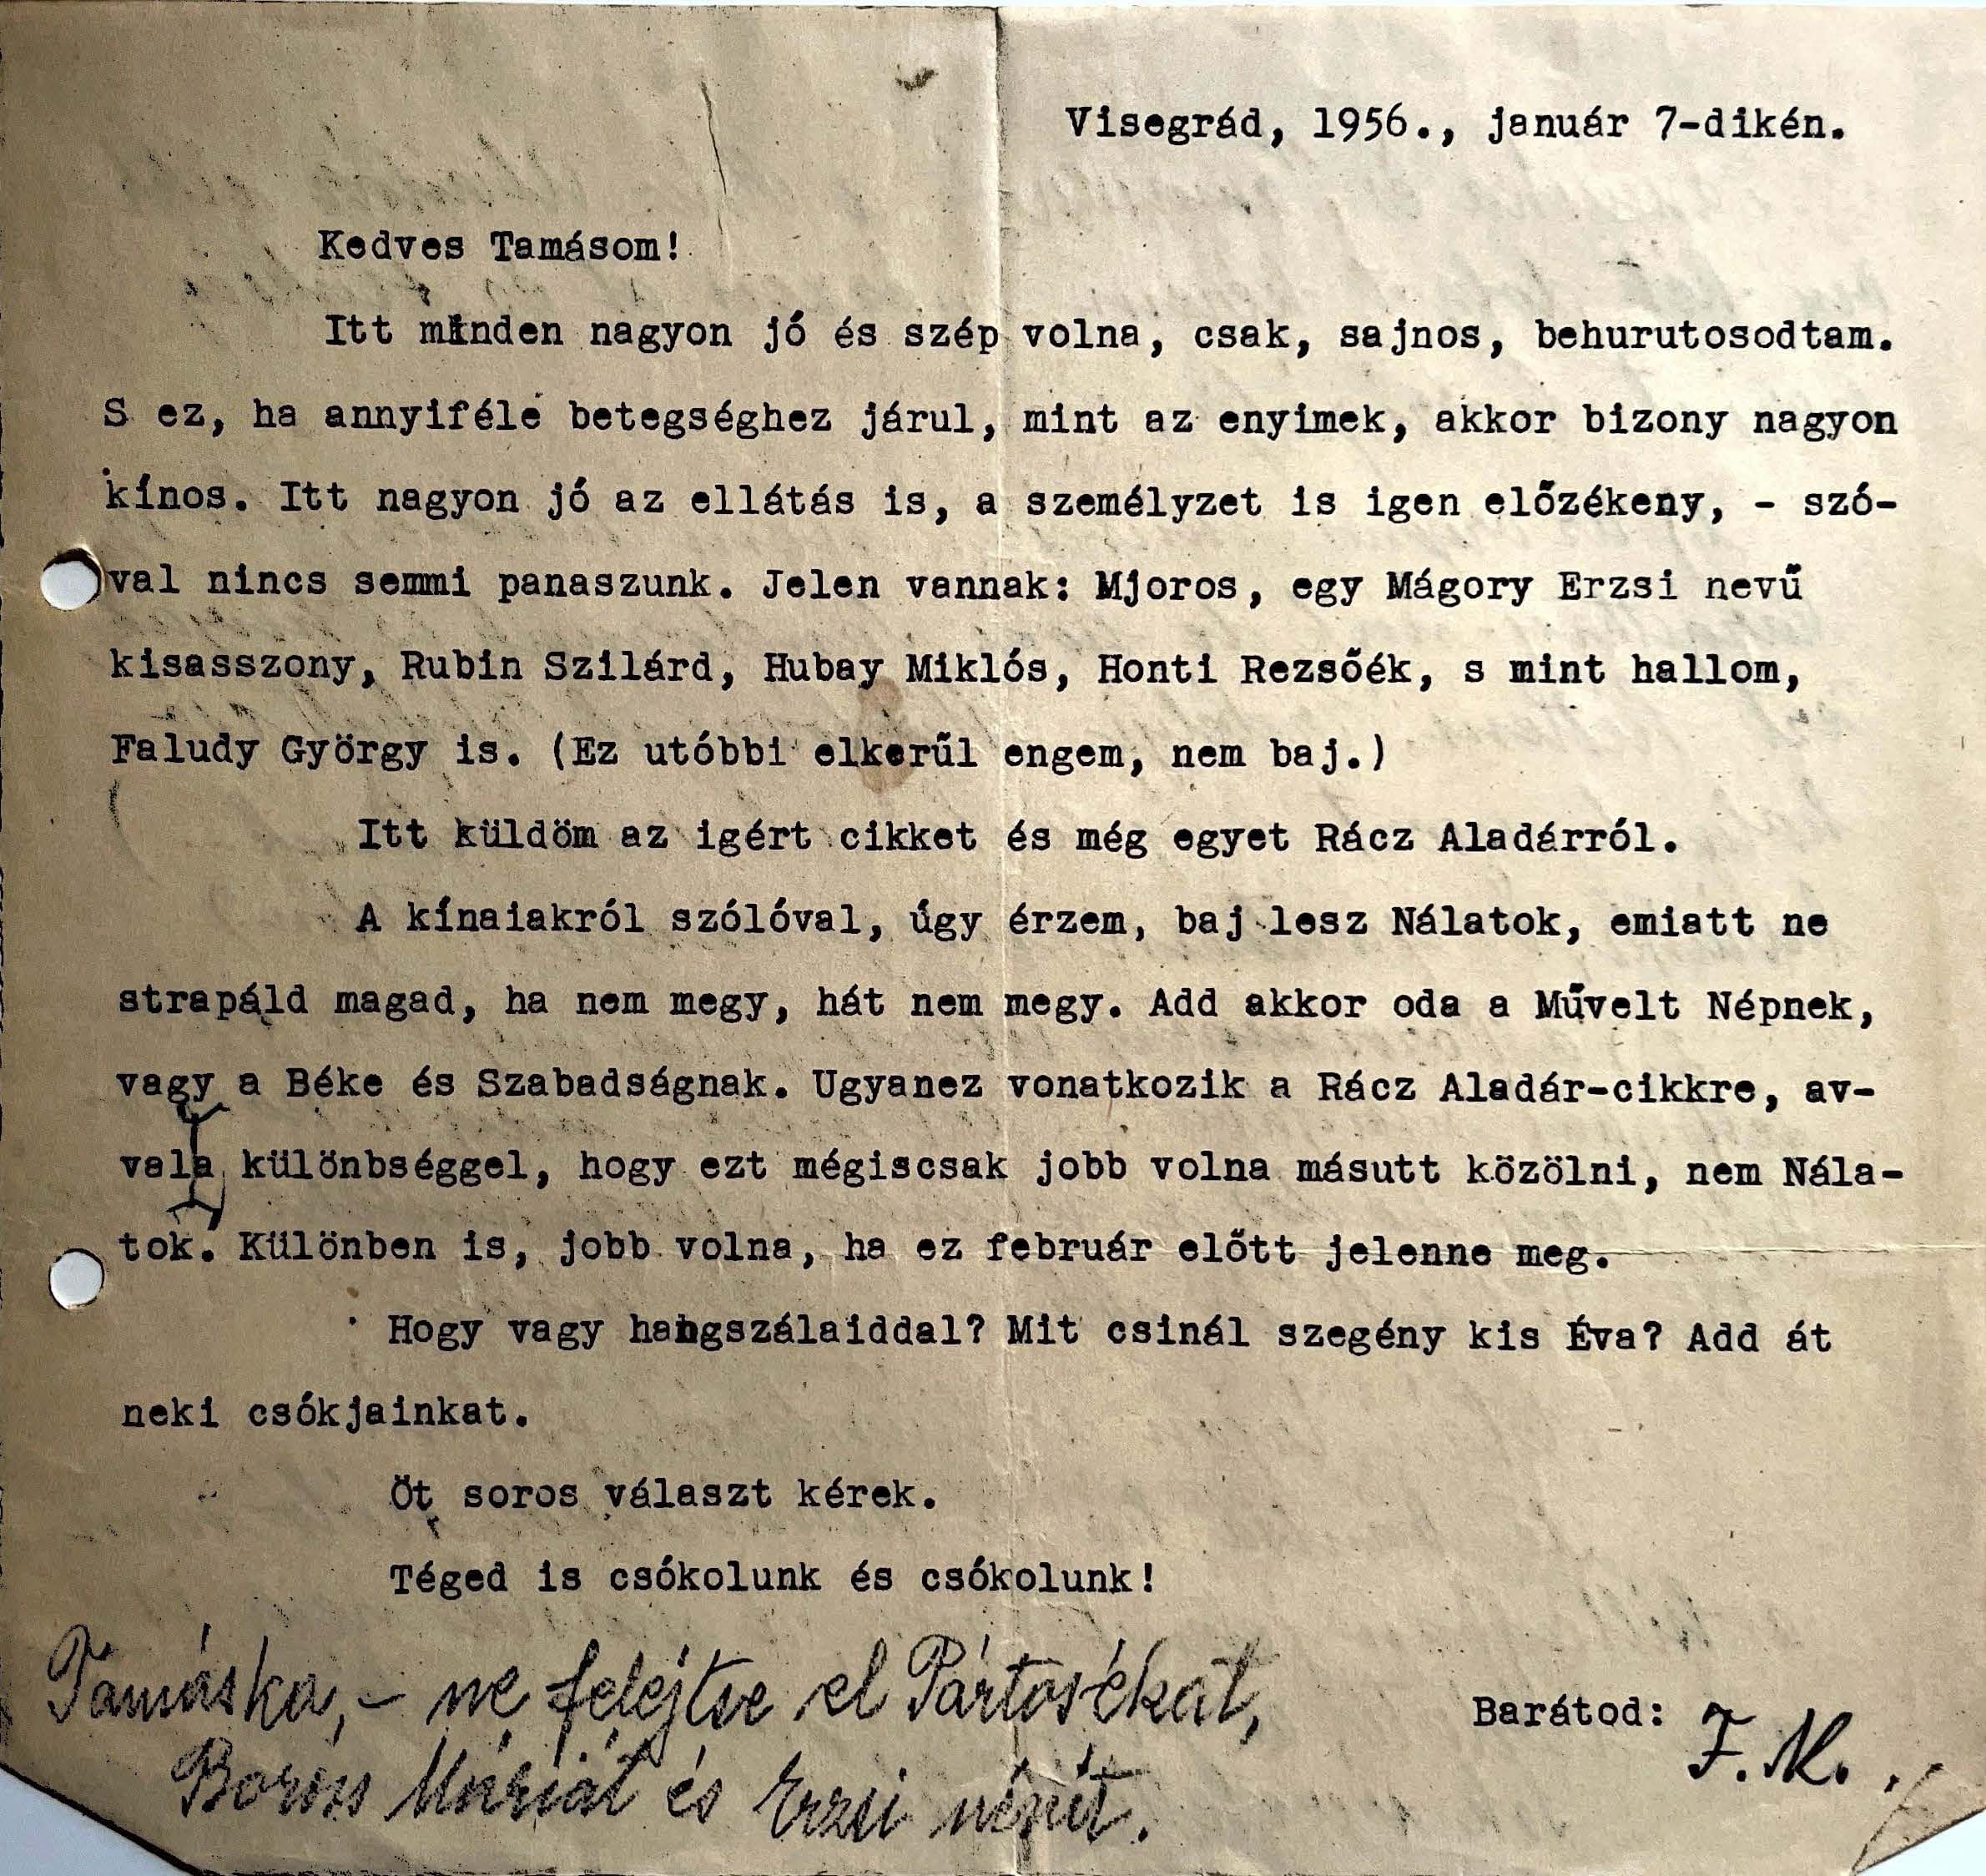 Visegrád, 1956., január 7-dikén.
Kedves Tamásom!
Itt minden nagyon jó és szép volna, csak, sajnos, behurutosodtam.
S ez, ha annyiféle betegséghez járul, mint az enyimek, akkor bizony nagyon
kínos. Itt nagyon jó az ellátás is, a személyzet is igen előzékeny, - szó-
val nincs semmi panaszunk. Jelen vannak: Mjoros, egy Mágory Erzsi nevű
kisasszony, Rubin Szilárd, Hubay Miklós, Honti Rezsőék, s mint hallom,
Faludy György is. (Ez utóbbi elkerűl engem, nem baj.)
Itt küldöm az igért cikket és még egyet Rácz Aladárról.
A kínaiakról szólóval, úgy érzem, baj lesz Nálatok, emiatt ne
strapáld magad, ha nem megy, hát nem megy. Add akkor oda a Művelt Népnek,
vagy a Béke és Szabadságnak. Ugyanez vonatkozik a Rácz Aladár-cikkre, av-
val a különbséggel, hogy ezt mégiscsak jobb volna másutt közölni, nem Nála-
tok. Különben is, jobb volna, ha ez február előtt jelenne meg.
Hogy vagy hangszálaiddal? Mit csinál szegény kis Éva? Add át
neki csókjainkat.
Öt soros választ kérek.
Téged is csókolunk és csókolunk!
Tamáska, - ne felejtse el Pártosékat,
Barátod: F. M.
Boross Máriát és Erzsi nénit.